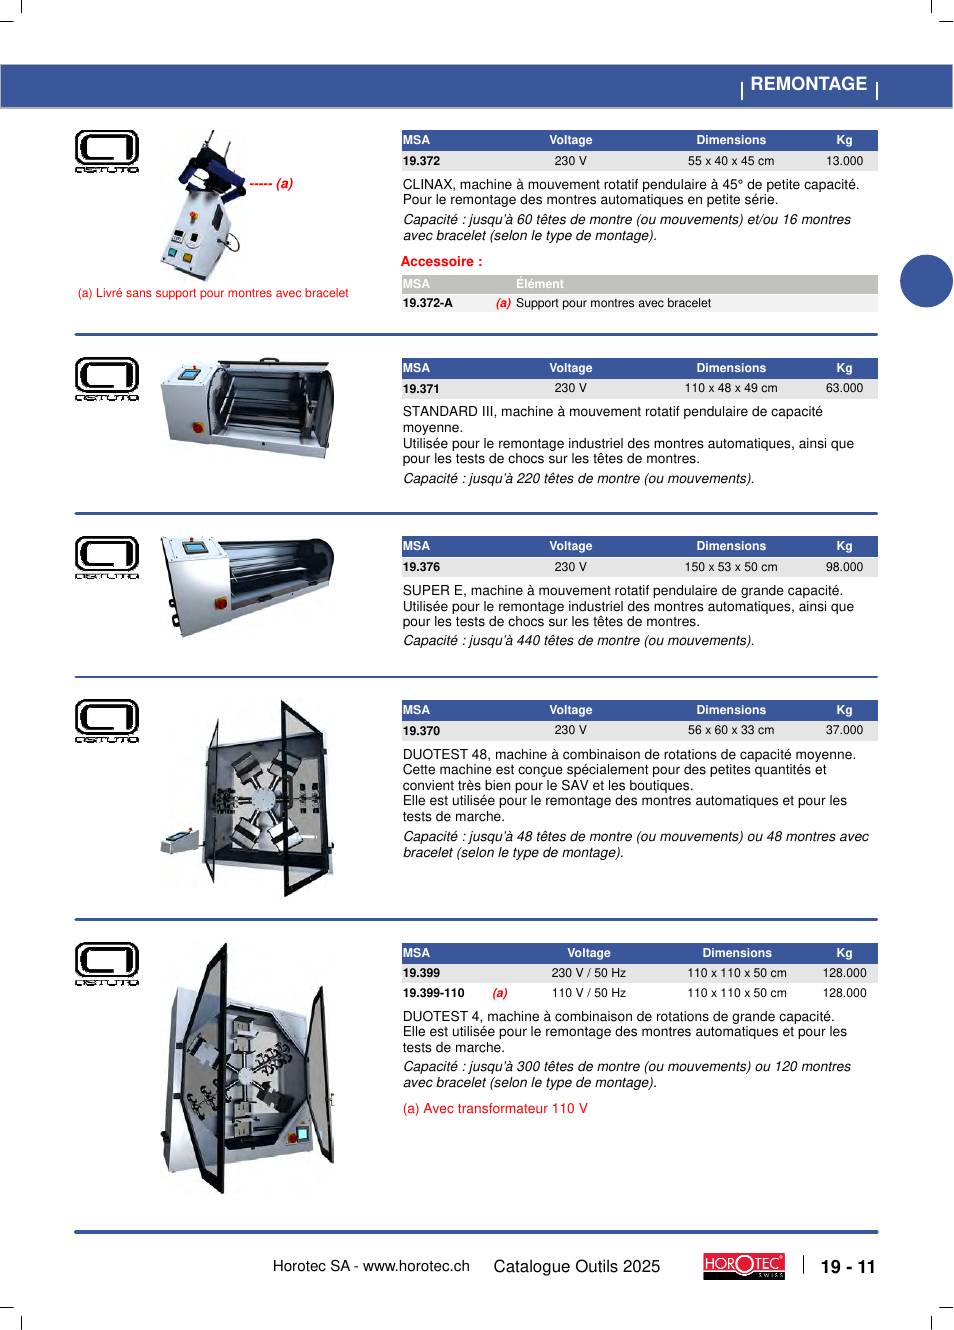 REMONTAGE
ASTUTO
----- (a)
(a) Livré sans support pour montres avec bracelet
MSA Voltage Dimensions Kg
19.372 230 V 55 x 40 x 45 cm 13.000
CLINAX, machine à mouvement rotatif pendulaire à 45° de petite capacité.
Pour le remontage des montres automatiques en petite série.
Capacité : jusqu'à 60 têtes de montre (ou mouvements) et/ou 16 montres
avec bracelet (selon le type de montage).
Accessoire :
MSA Élément
19.372-A (a) Support pour montres avec bracelet
ASTUTO
MSA Voltage Dimensions Kg
19.371 230 V 110 x 48 x 49 cm 63.000
STANDARD III, machine à mouvement rotatif pendulaire de capacité
moyenne.
Utilisée pour le remontage industriel des montres automatiques, ainsi que
pour les tests de chocs sur les têtes de montres.
Capacité : jusqu'à 220 têtes de montre (ou mouvements).
ASTUTO
MSA Voltage Dimensions Kg
19.376 230 V 150 x 53 x 50 cm 98.000
SUPER E, machine à mouvement rotatif pendulaire de grande capacité.
Utilisée pour le remontage industriel des montres automatiques, ainsi que
pour les tests de chocs sur les têtes de montres.
Capacité : jusqu'à 440 têtes de montre (ou mouvements).
ASTUTO
MSA Voltage Dimensions Kg
19.370 230 V 56 x 60 x 33 cm 37.000
DUOTEST 48, machine à combinaison de rotations de capacité moyenne.
Cette machine est conçue spécialement pour des petites quantités et
convient très bien pour le SAV et les boutiques.
Elle est utilisée pour le remontage des montres automatiques et pour les
tests de marche.
Capacité : jusqu'à 48 têtes de montre (ou mouvements) ou 48 montres avec
bracelet (selon le type de montage).
ASTUTO
MSA Voltage Dimensions Kg
19.399 230 V / 50 Hz 110 x 110 x 50 cm 128.000
19.399-110 (a) 110 V / 50 Hz 110 x 110 x 50 cm 128.000
DUOTEST 4, machine à combinaison de rotations de grande capacité.
Elle est utilisée pour le remontage des montres automatiques et pour les
tests de marche.
Capacité : jusqu'à 300 têtes de montre (ou mouvements) ou 120 montres
avec bracelet (selon le type de montage).
(a) Avec transformateur 110 V
Horotec SA - www.horotec.ch Catalogue Outils 2025 HOROTEC® SWISS 19 - 11